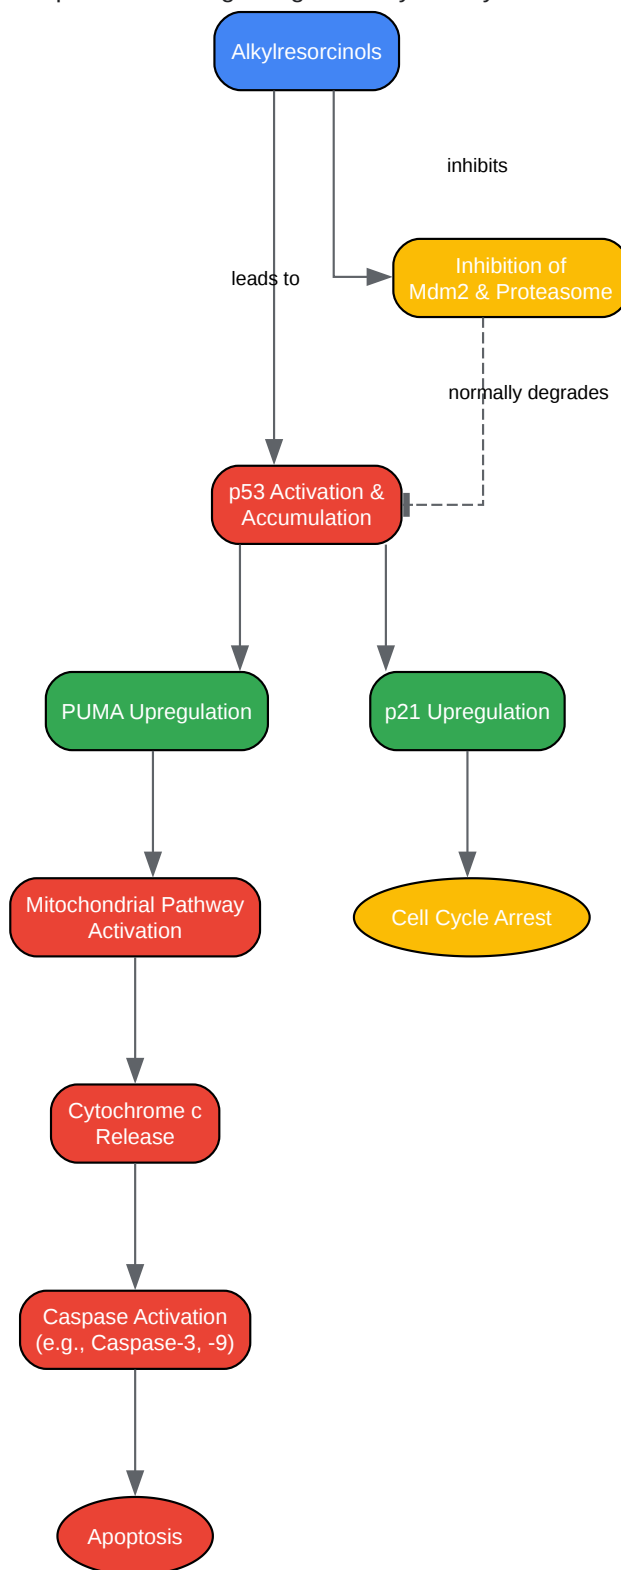 Alkylresorcinols
inhibits
Inhibition of
Mdm2 & Proteasome
leads to
normally degrades
p53 Activation &
Accumulation
PUMA Upregulation
p21 Upregulation
Mitochondrial Pathway
Activation
Cell Cycle Arrest
Cytochrome c
Release
Caspase Activation
(e.g., Caspase-3, -9)
Apoptosis